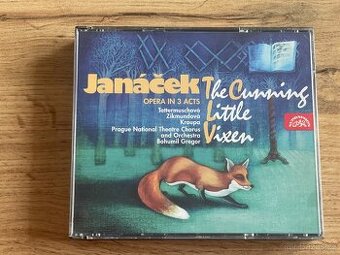 Janáček
OPERA IN 3 ACTS
The Cunning
Little
Vixen
Tattermuschová
Zikmundová
Kroupa
Prague National Theatre Chorus
and Orchestra
Bohumil Gregor
SUPRAPHON